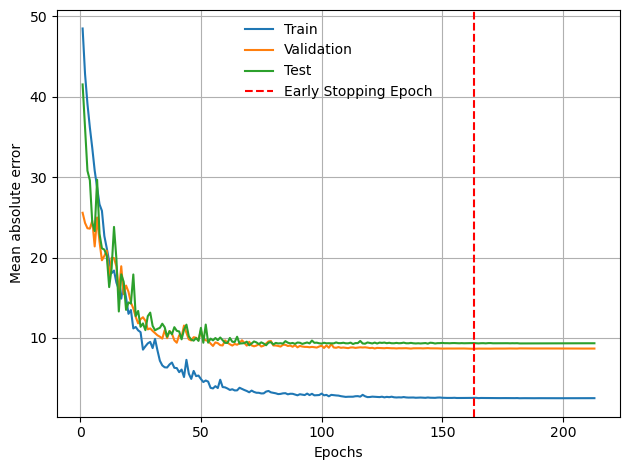 50
40
30
20
10
0
50
100
150
200
Mean absolute error
Epochs
Train
Validation
Test
Early Stopping Epoch